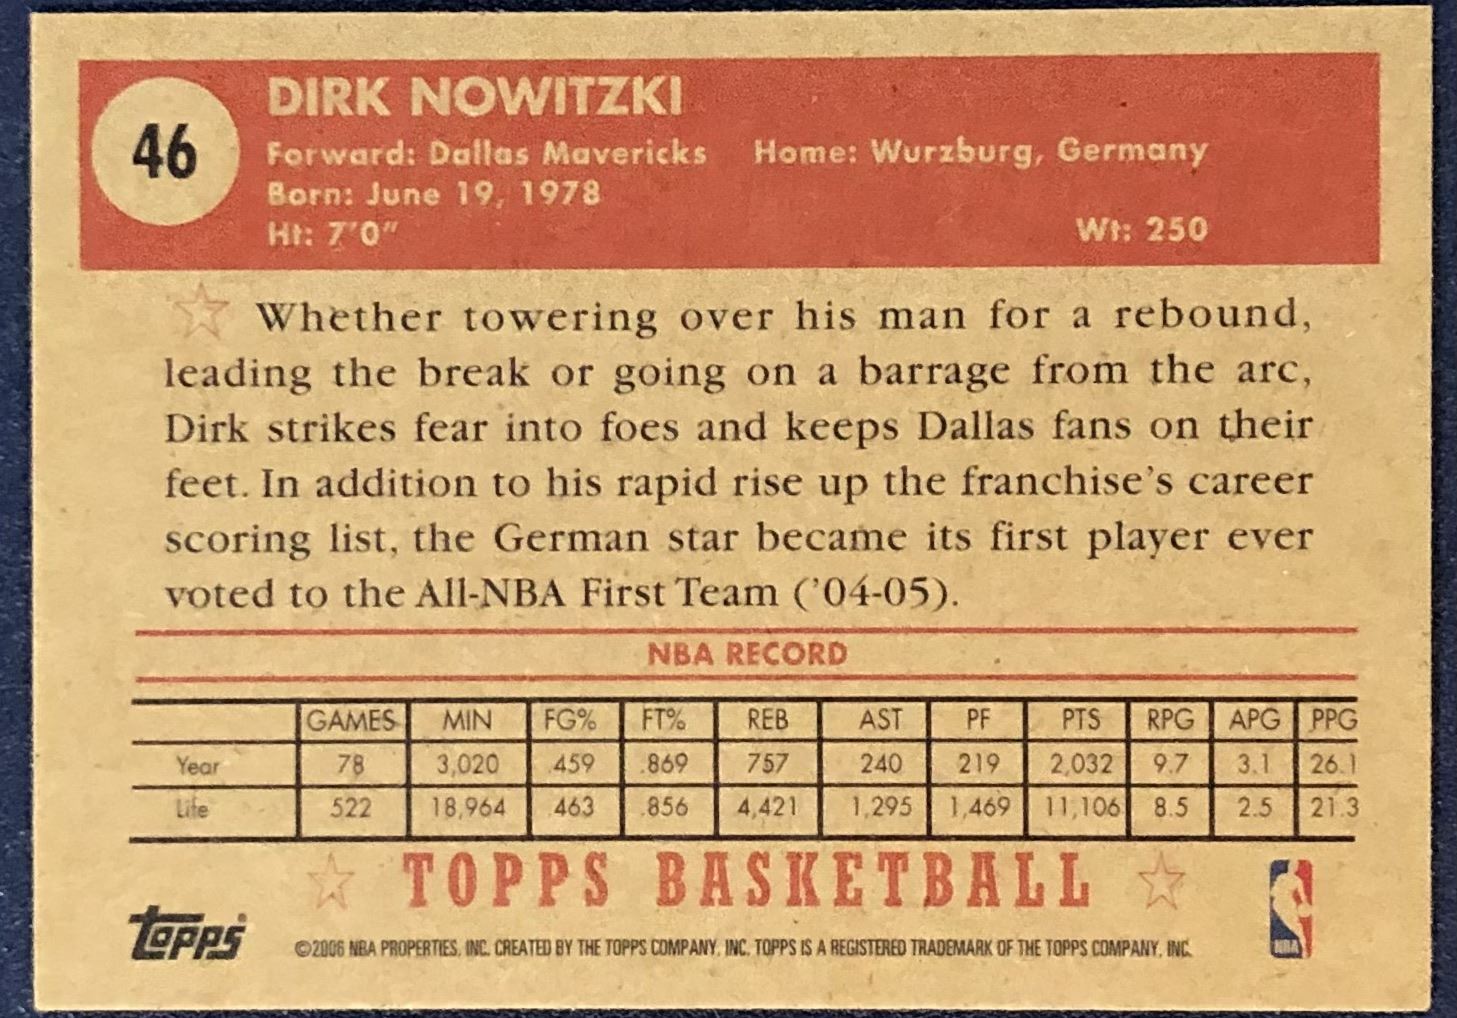 46
DIRK NOWITZKI
Forward: Dallas Mavericks Home: Wurzburg, Germany
Born: June 19, 1978
Ht: 7'0" Wt: 250
Whether towering over his man for a rebound,
leading the break or going on a barrage from the arc,
Dirk strikes fear into foes and keeps Dallas fans on their
feet. In addition to his rapid rise up the franchise's career
scoring list, the German star became its first player ever
voted to the All-NBA First Team ('04-05).
NBA RECORD
GAMES MIN FG% FT% REB AST PF PTS RPG APG PPG
Year 78 3,020 .459 .869 757 240 219 2,032 9.7 3.1 26.1
Life 522 18,964 .463 .856 4,421 1,295 1,469 11,106 8.5 2.5 21.3
TOPPS BASKETBALL
Topps
©2006 NBA PROPERTIES, INC. CREATED BY THE TOPPS COMPANY, INC. TOPPS IS A REGISTERED TRADEMARK OF THE TOPPS COMPANY, INC.
NBA